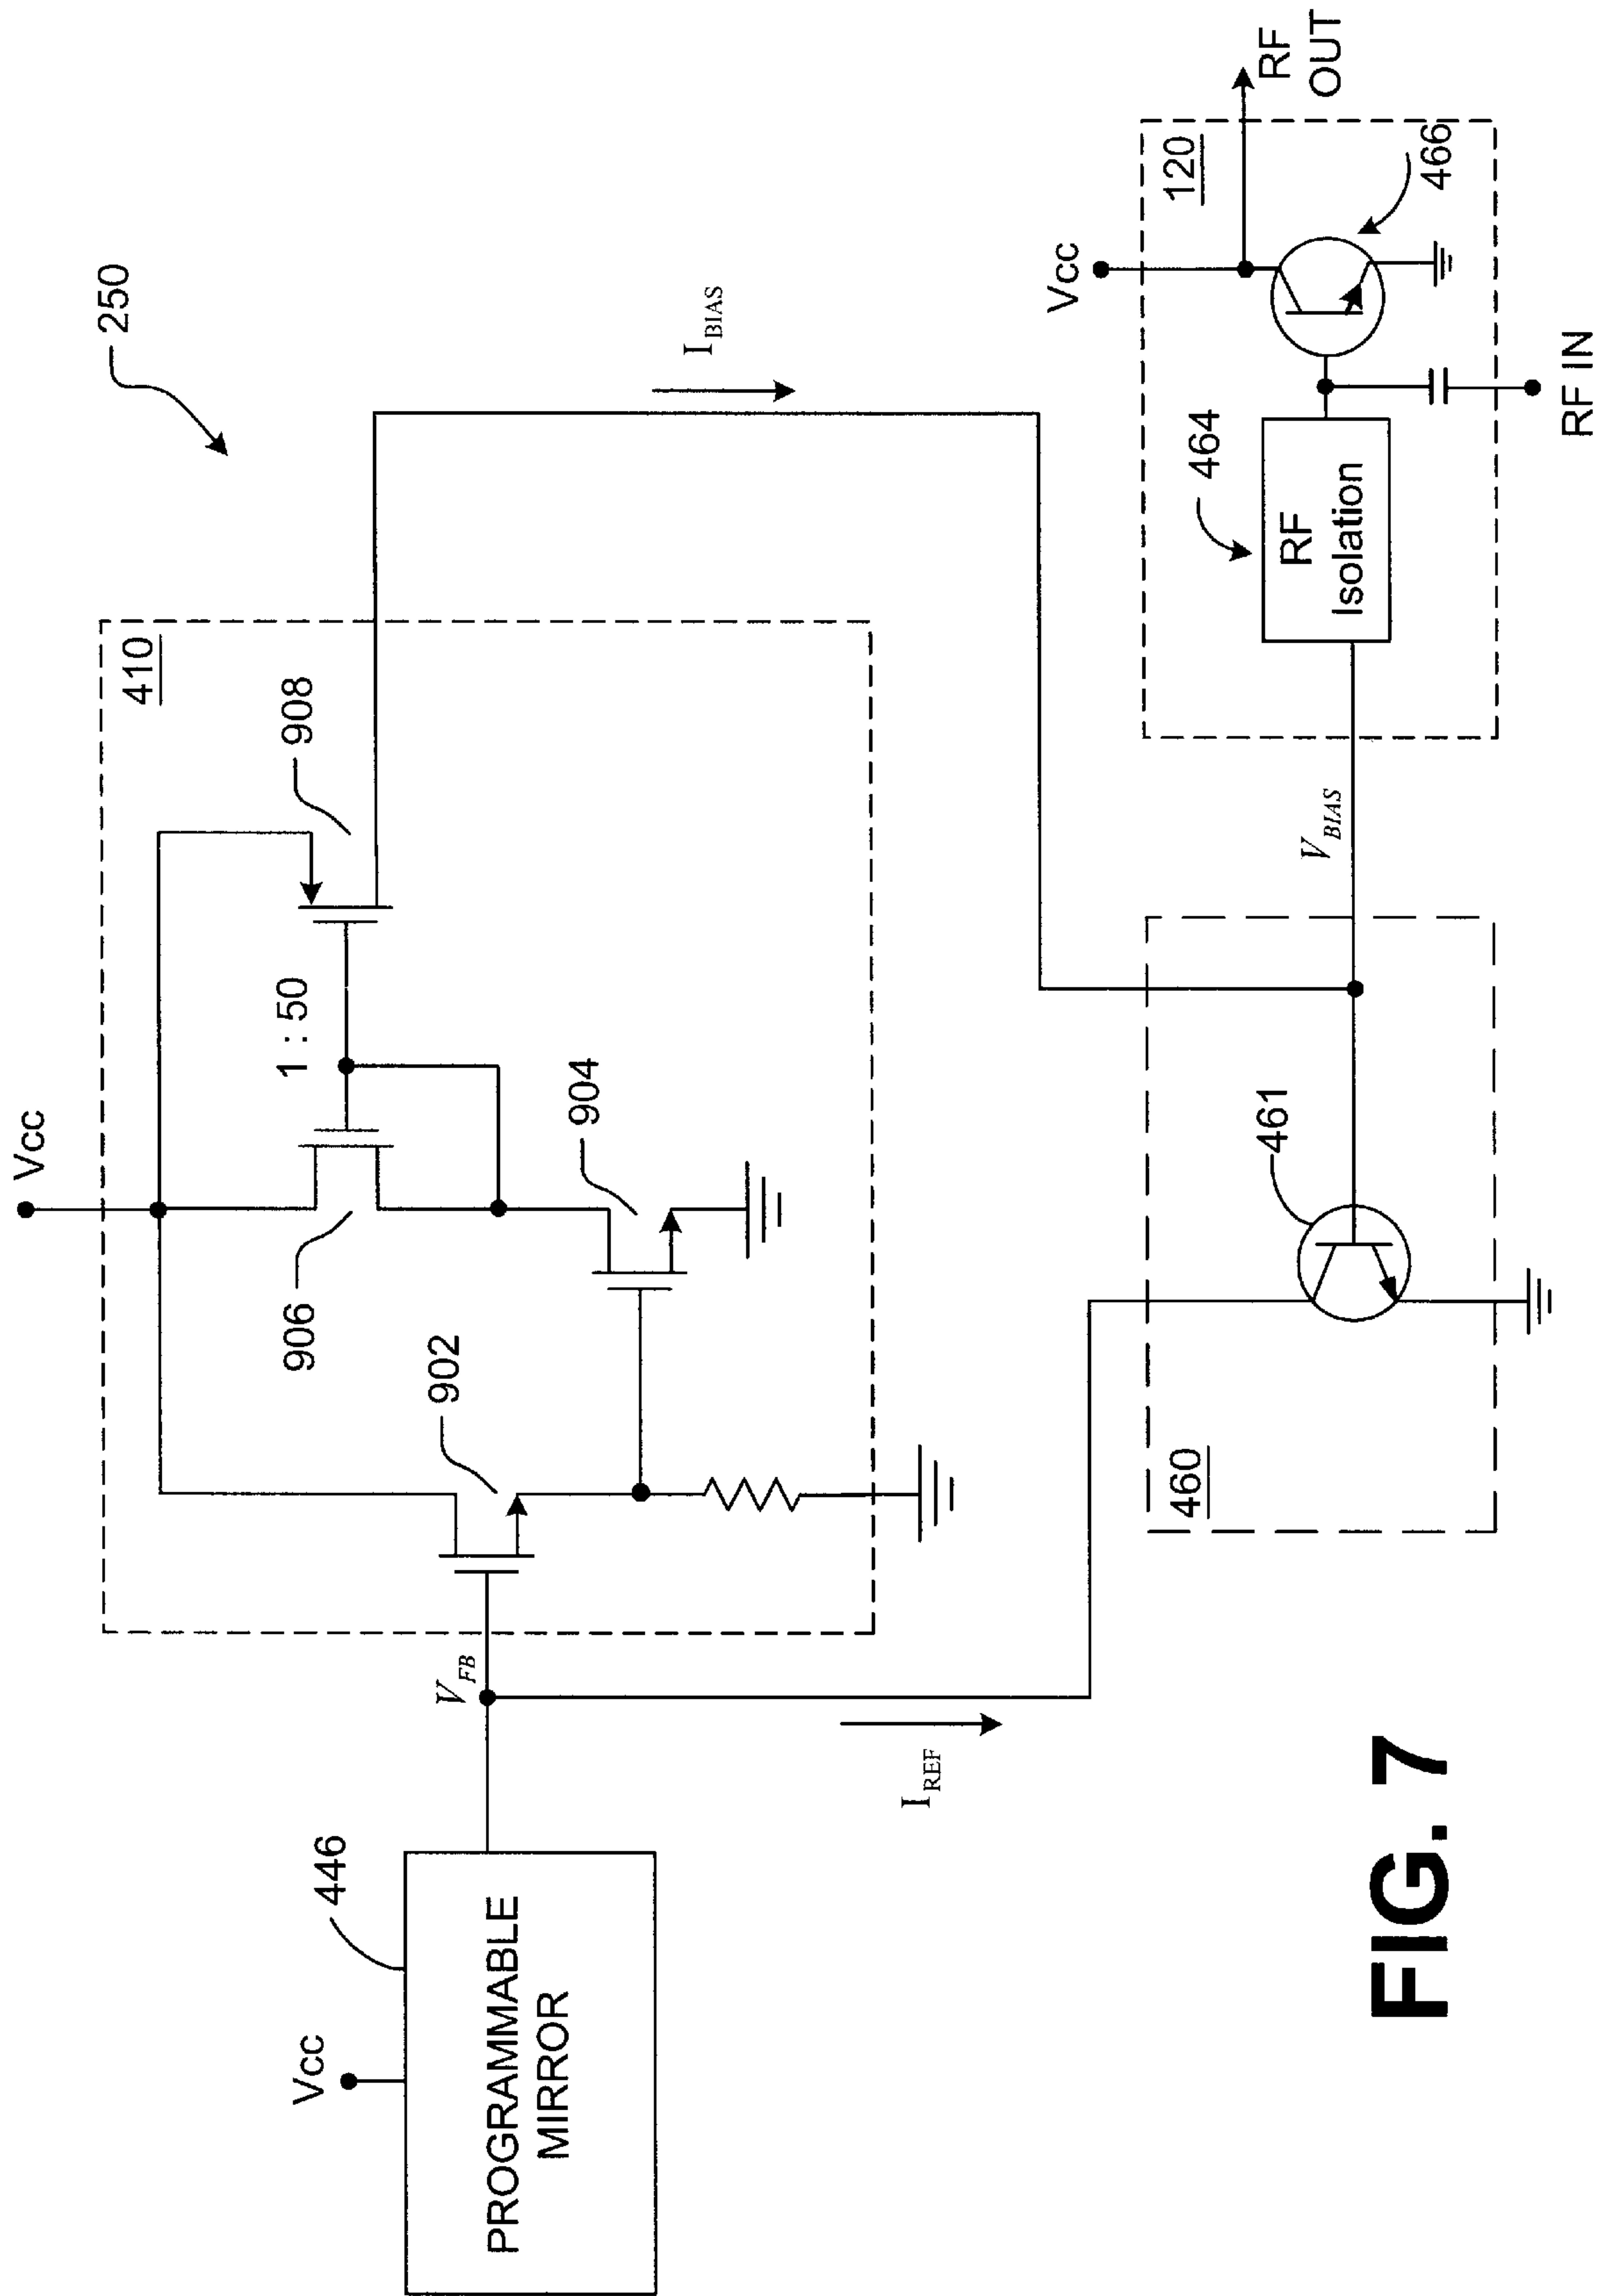 250
Vcc
410
906
1 : 50
908
902
904
Vcc
446
PROGRAMMABLE
MIRROR
V_FB
I_REF
I_BIAS
460
461
V_BIAS
464
RF
Isolation
Vcc
120
466
RF
OUT
RF IN
FIG. 7